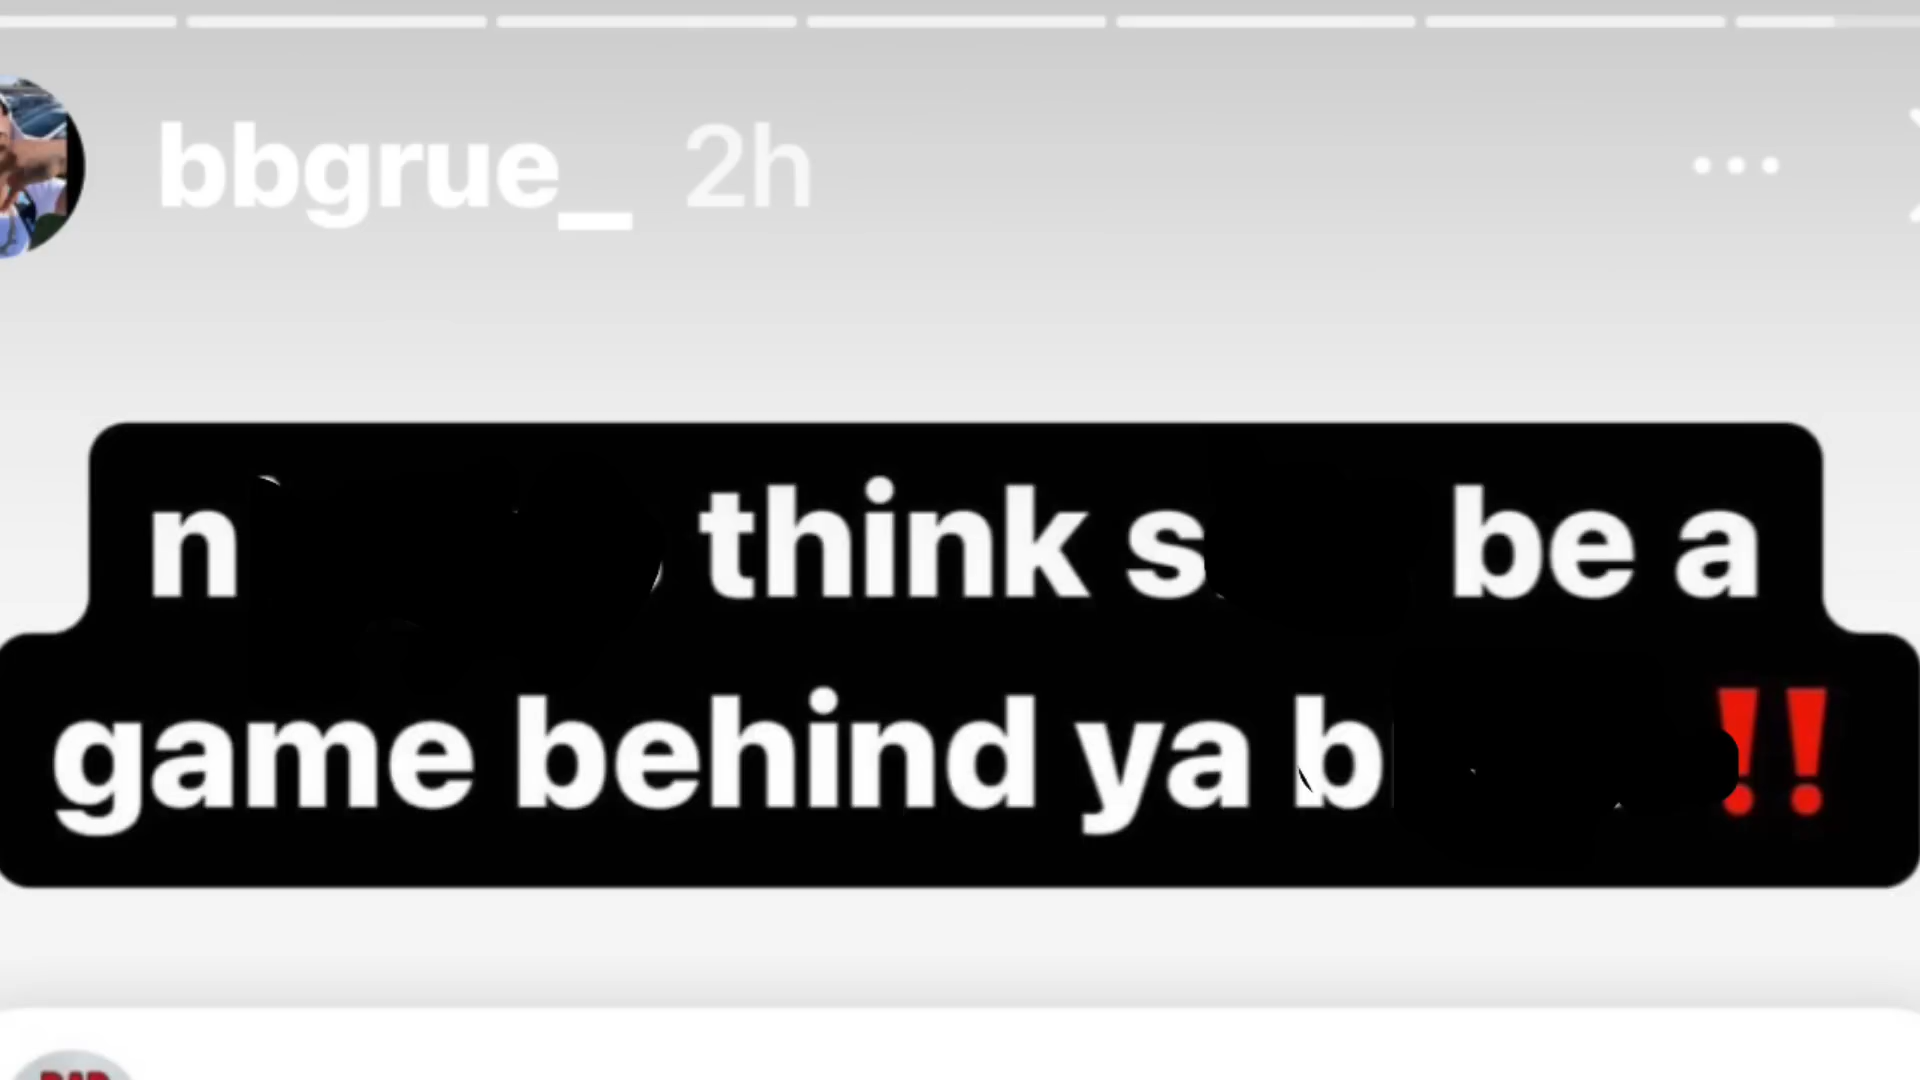 bbgrue_ 2h
n think s be a
game behind ya b ‼